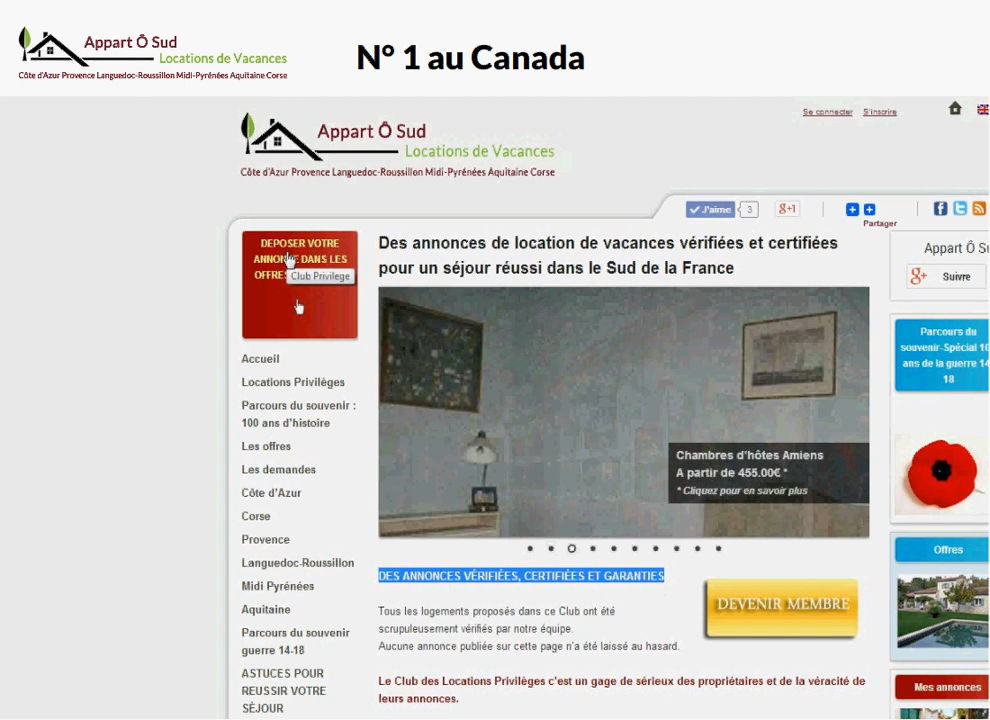 Appart Ô Sud
Locations de Vacances
Côte d'Azur Provence Languedoc-Roussillon Midi-Pyrénées Aquitaine Corse
N° 1 au Canada
Se connecter S'inscrire
Appart Ô Sud
Locations de Vacances
Côte d'Azur Provence Languedoc-Roussillon Midi-Pyrénées Aquitaine Corse
J'aime 3
g+1
Partager
DEPOSER VOTRE
ANNONCE DANS LES
OFFRE
Club Privilege
Accueil
Locations Privilèges
Parcours du souvenir :
100 ans d'histoire
Les offres
Les demandes
Côte d'Azur
Corse
Provence
Languedoc-Roussillon
Midi Pyrénées
Aquitaine
Parcours du souvenir
guerre 14-18
ASTUCES POUR
REUSSIR VOTRE
SÉJOUR
Des annonces de location de vacances vérifiées et certifiées
pour un séjour réussi dans le Sud de la France
Chambres d'hôtes Amiens
A partir de 455.00€ *
* Cliquez pour en savoir plus
DES ANNONCES VÉRIFIÉES, CERTIFIÉES ET GARANTIES
Tous les logements proposés dans ce Club ont été
scrupuleusement vérifiés par notre équipe.
Aucune annonce publiée sur cette page n'a été laissé au hasard.
DEVENIR MEMBRE
Le Club des Locations Privilèges c'est un gage de sérieux des propriétaires et de la véracité de
leurs annonces.
Appart Ô Su
g+ Suivre
Parcours du
souvenir-Spécial 10
ans de la guerre 14
18
Offres
Mes annonces